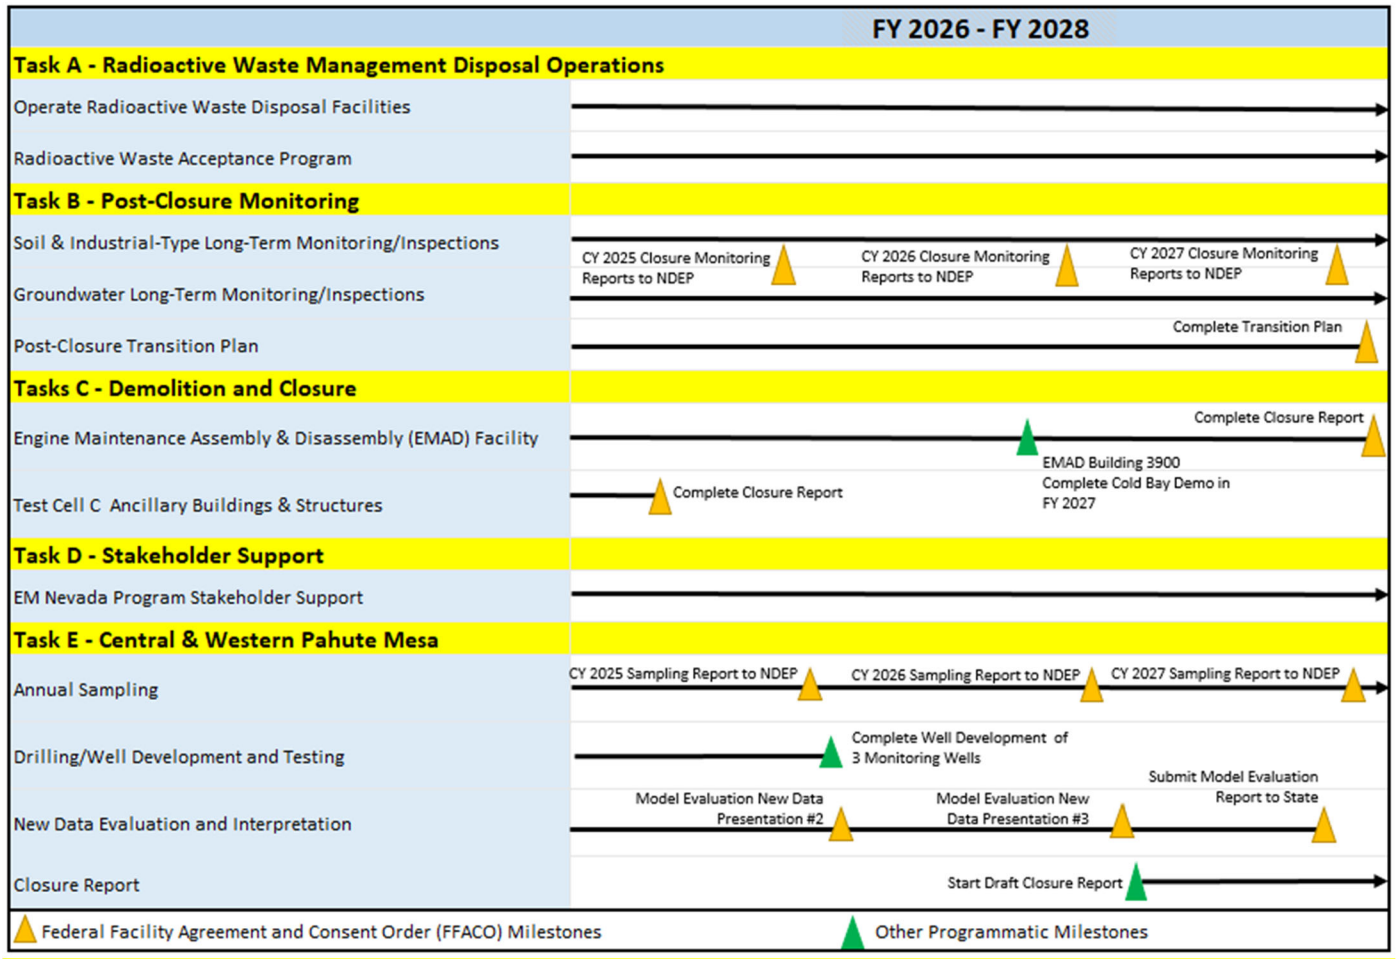 FY 2026 - FY 2028
Task A - Radioactive Waste Management Disposal Operations
Operate Radioactive Waste Disposal Facilities
Radioactive Waste Acceptance Program
Task B - Post-Closure Monitoring
Soil & Industrial-Type Long-Term Monitoring/Inspections
CY 2025 Closure Monitoring
Reports to NDEP
CY 2026 Closure Monitoring
Reports to NDEP
CY 2027 Closure Monitoring
Reports to NDEP
Groundwater Long-Term Monitoring/Inspections
Post-Closure Transition Plan
Complete Transition Plan
Tasks C - Demolition and Closure
Engine Maintenance Assembly & Disassembly (EMAD) Facility
Complete Closure Report
EMAD Building 3900
Complete Cold Bay Demo in
FY 2027
Test Cell C Ancillary Buildings & Structures
Complete Closure Report
Task D - Stakeholder Support
EM Nevada Program Stakeholder Support
Task E - Central & Western Pahute Mesa
Annual Sampling
CY 2025 Sampling Report to NDEP
CY 2026 Sampling Report to NDEP
CY 2027 Sampling Report to NDEP
Drilling/Well Development and Testing
Complete Well Development of
3 Monitoring Wells
New Data Evaluation and Interpretation
Model Evaluation New Data
Presentation #2
Model Evaluation New
Data Presentation #3
Submit Model Evaluation
Report to State
Closure Report
Start Draft Closure Report
Federal Facility Agreement and Consent Order (FFACO) Milestones
Other Programmatic Milestones